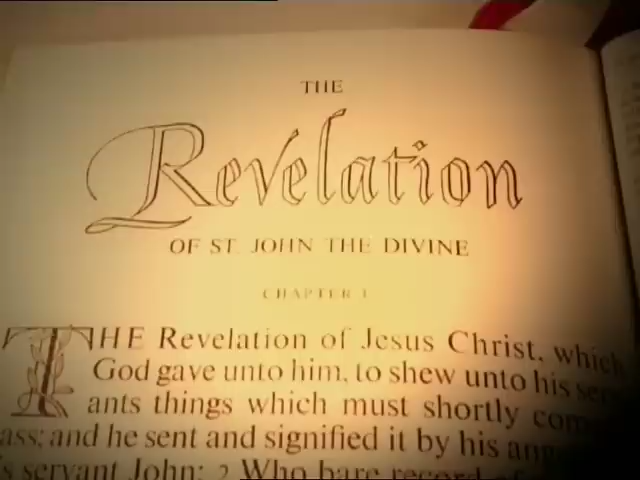 THE
Revelation
OF ST. JOHN THE DIVINE
CHAPTER 1
THE Revelation of Jesus Christ, which
God gave unto him, to shew unto his
ants things which must shortly
ass; and he sent and signified it by his
servant John: 2 Who bare record